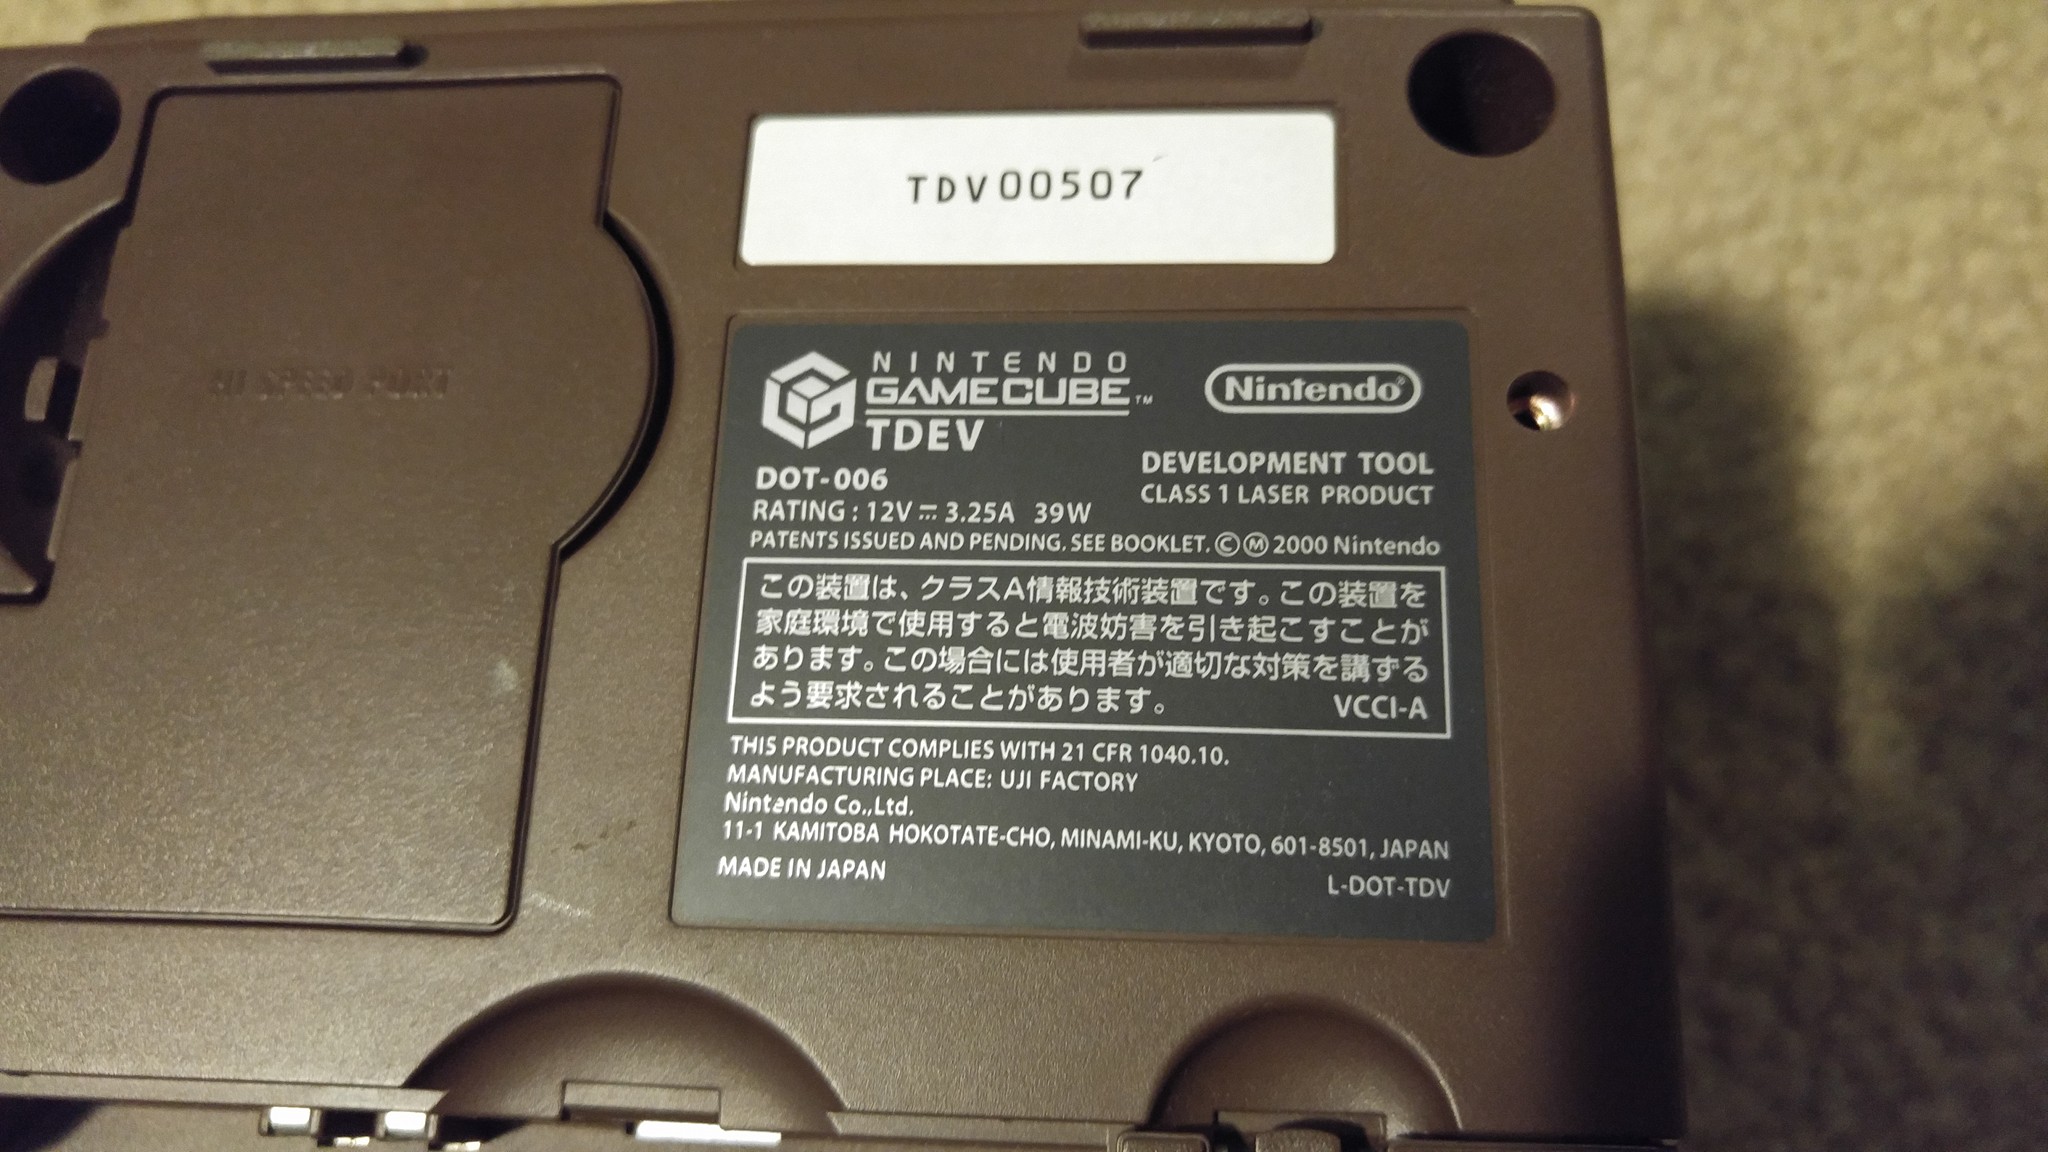 TDV00507
HI SPEED PORT
NINTENDO
GAMECUBE™
TDEV
Nintendo®
DOT-006
DEVELOPMENT TOOL
CLASS 1 LASER PRODUCT
RATING : 12V ⎓ 3.25A 39W
PATENTS ISSUED AND PENDING. SEE BOOKLET. ©Ⓜ 2000 Nintendo
この装置は、クラスA情報技術装置です。この装置を
家庭環境で使用すると電波妨害を引き起こすことが
あります。この場合には使用者が適切な対策を講ずる
よう要求されることがあります。
VCCI-A
THIS PRODUCT COMPLIES WITH 21 CFR 1040.10.
MANUFACTURING PLACE: UJI FACTORY
Nintendo Co.,Ltd.
11-1 KAMITOBA HOKOTATE-CHO, MINAMI-KU, KYOTO, 601-8501, JAPAN
MADE IN JAPAN
L-DOT-TDV